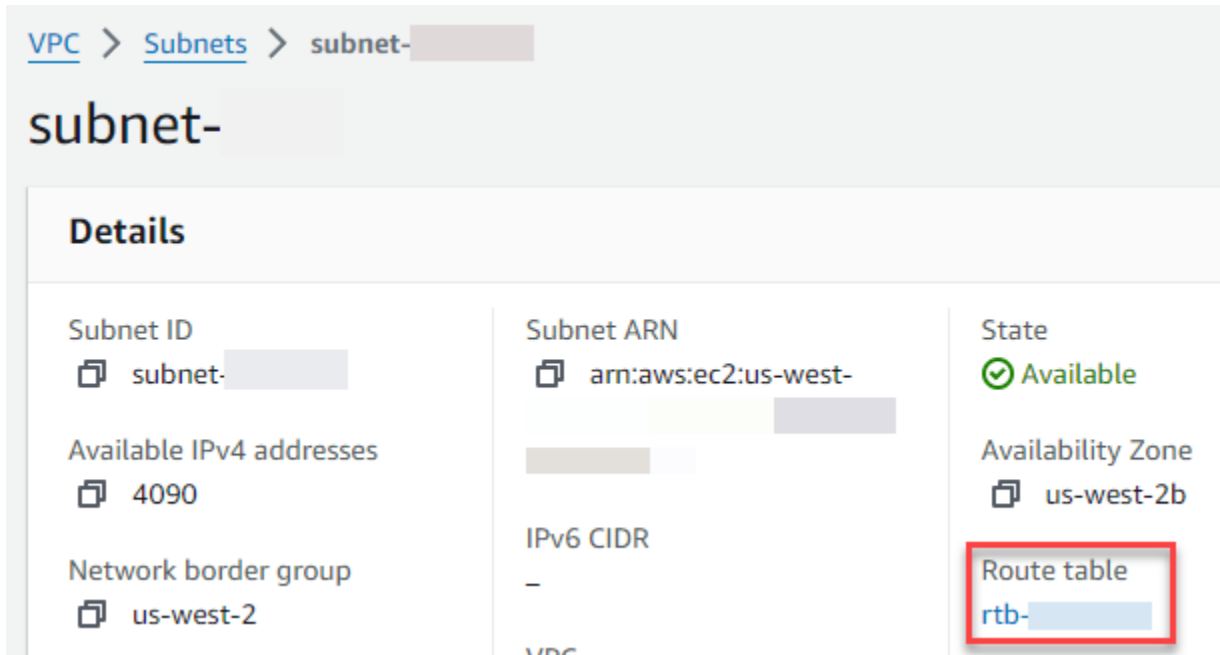 VPC > Subnets > subnet-
subnet-
Details
Subnet ID
subnet-
Available IPv4 addresses
4090
Network border group
us-west-2
Subnet ARN
arn:aws:ec2:us-west-
IPv6 CIDR
–
VPC
State
Available
Availability Zone
us-west-2b
Route table
rtb-